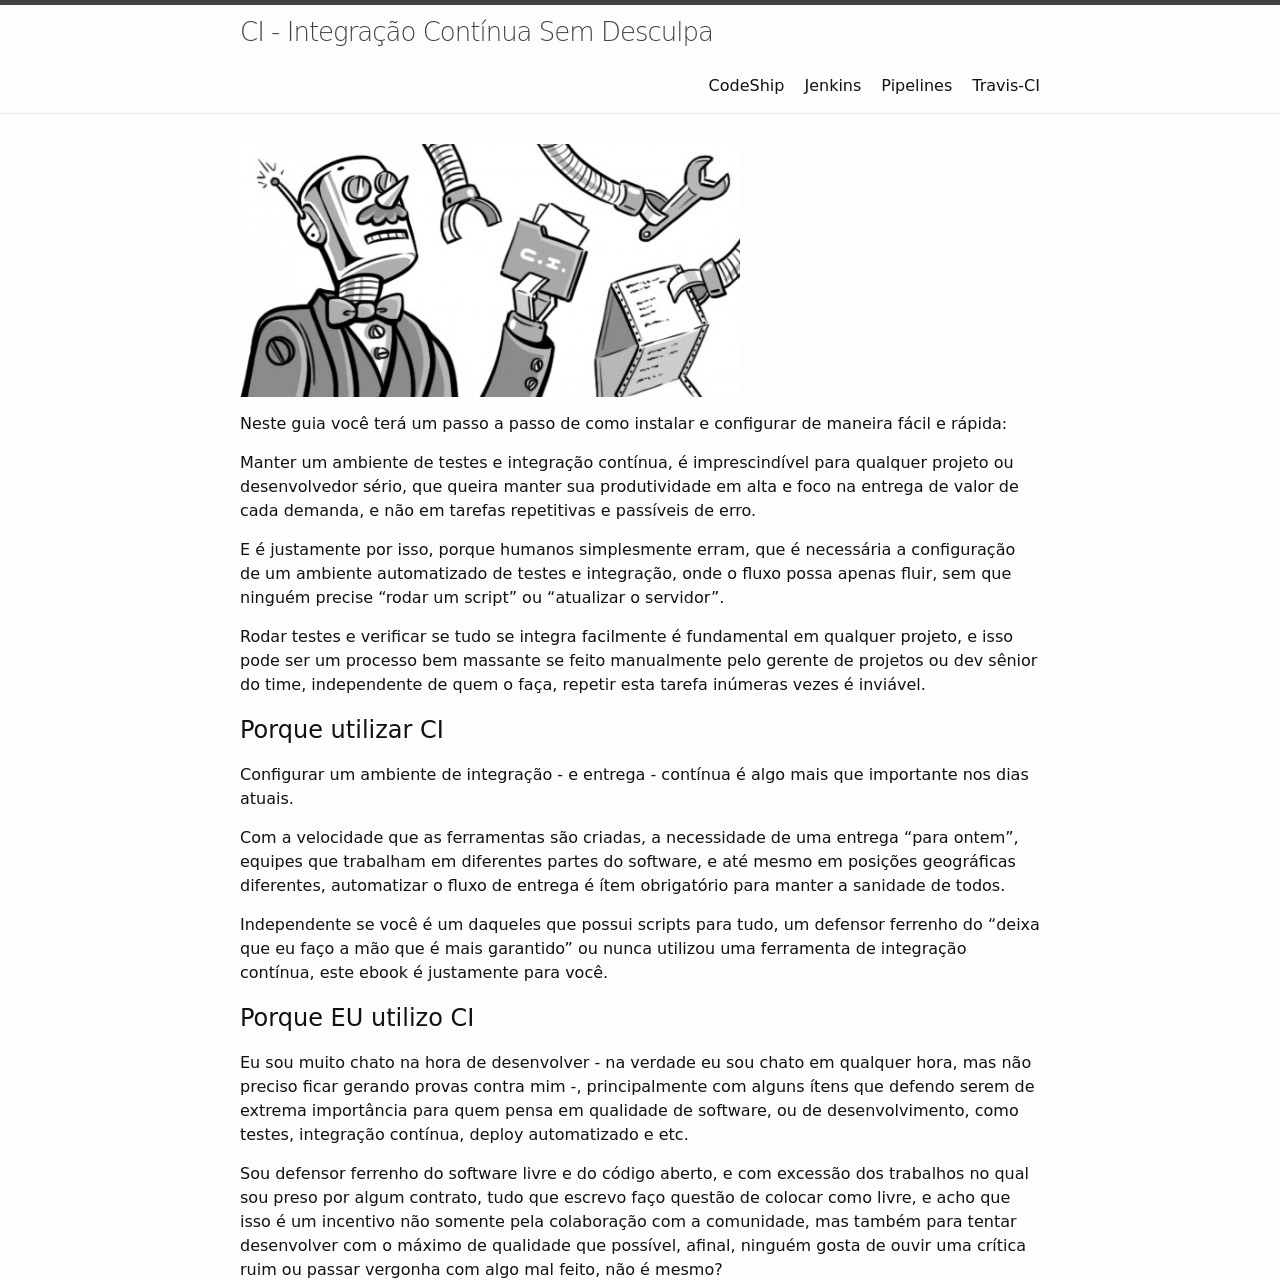 CI - Integração Contínua Sem Desculpa
CodeShip Jenkins Pipelines Travis-CI
C.I.
Neste guia você terá um passo a passo de como instalar e configurar de maneira fácil e rápida:
Manter um ambiente de testes e integração contínua, é imprescindível para qualquer projeto ou
desenvolvedor sério, que queira manter sua produtividade em alta e foco na entrega de valor de
cada demanda, e não em tarefas repetitivas e passíveis de erro.
E é justamente por isso, porque humanos simplesmente erram, que é necessária a configuração
de um ambiente automatizado de testes e integração, onde o fluxo possa apenas fluir, sem que
ninguém precise “rodar um script” ou “atualizar o servidor”.
Rodar testes e verificar se tudo se integra facilmente é fundamental em qualquer projeto, e isso
pode ser um processo bem massante se feito manualmente pelo gerente de projetos ou dev sênior
do time, independente de quem o faça, repetir esta tarefa inúmeras vezes é inviável.
Porque utilizar CI
Configurar um ambiente de integração - e entrega - contínua é algo mais que importante nos dias
atuais.
Com a velocidade que as ferramentas são criadas, a necessidade de uma entrega “para ontem”,
equipes que trabalham em diferentes partes do software, e até mesmo em posições geográficas
diferentes, automatizar o fluxo de entrega é ítem obrigatório para manter a sanidade de todos.
Independente se você é um daqueles que possui scripts para tudo, um defensor ferrenho do “deixa
que eu faço a mão que é mais garantido” ou nunca utilizou uma ferramenta de integração
contínua, este ebook é justamente para você.
Porque EU utilizo CI
Eu sou muito chato na hora de desenvolver - na verdade eu sou chato em qualquer hora, mas não
preciso ficar gerando provas contra mim -, principalmente com alguns ítens que defendo serem de
extrema importância para quem pensa em qualidade de software, ou de desenvolvimento, como
testes, integração contínua, deploy automatizado e etc.
Sou defensor ferrenho do software livre e do código aberto, e com excessão dos trabalhos no qual
sou preso por algum contrato, tudo que escrevo faço questão de colocar como livre, e acho que
isso é um incentivo não somente pela colaboração com a comunidade, mas também para tentar
desenvolver com o máximo de qualidade que possível, afinal, ninguém gosta de ouvir uma crítica
ruim ou passar vergonha com algo mal feito, não é mesmo?